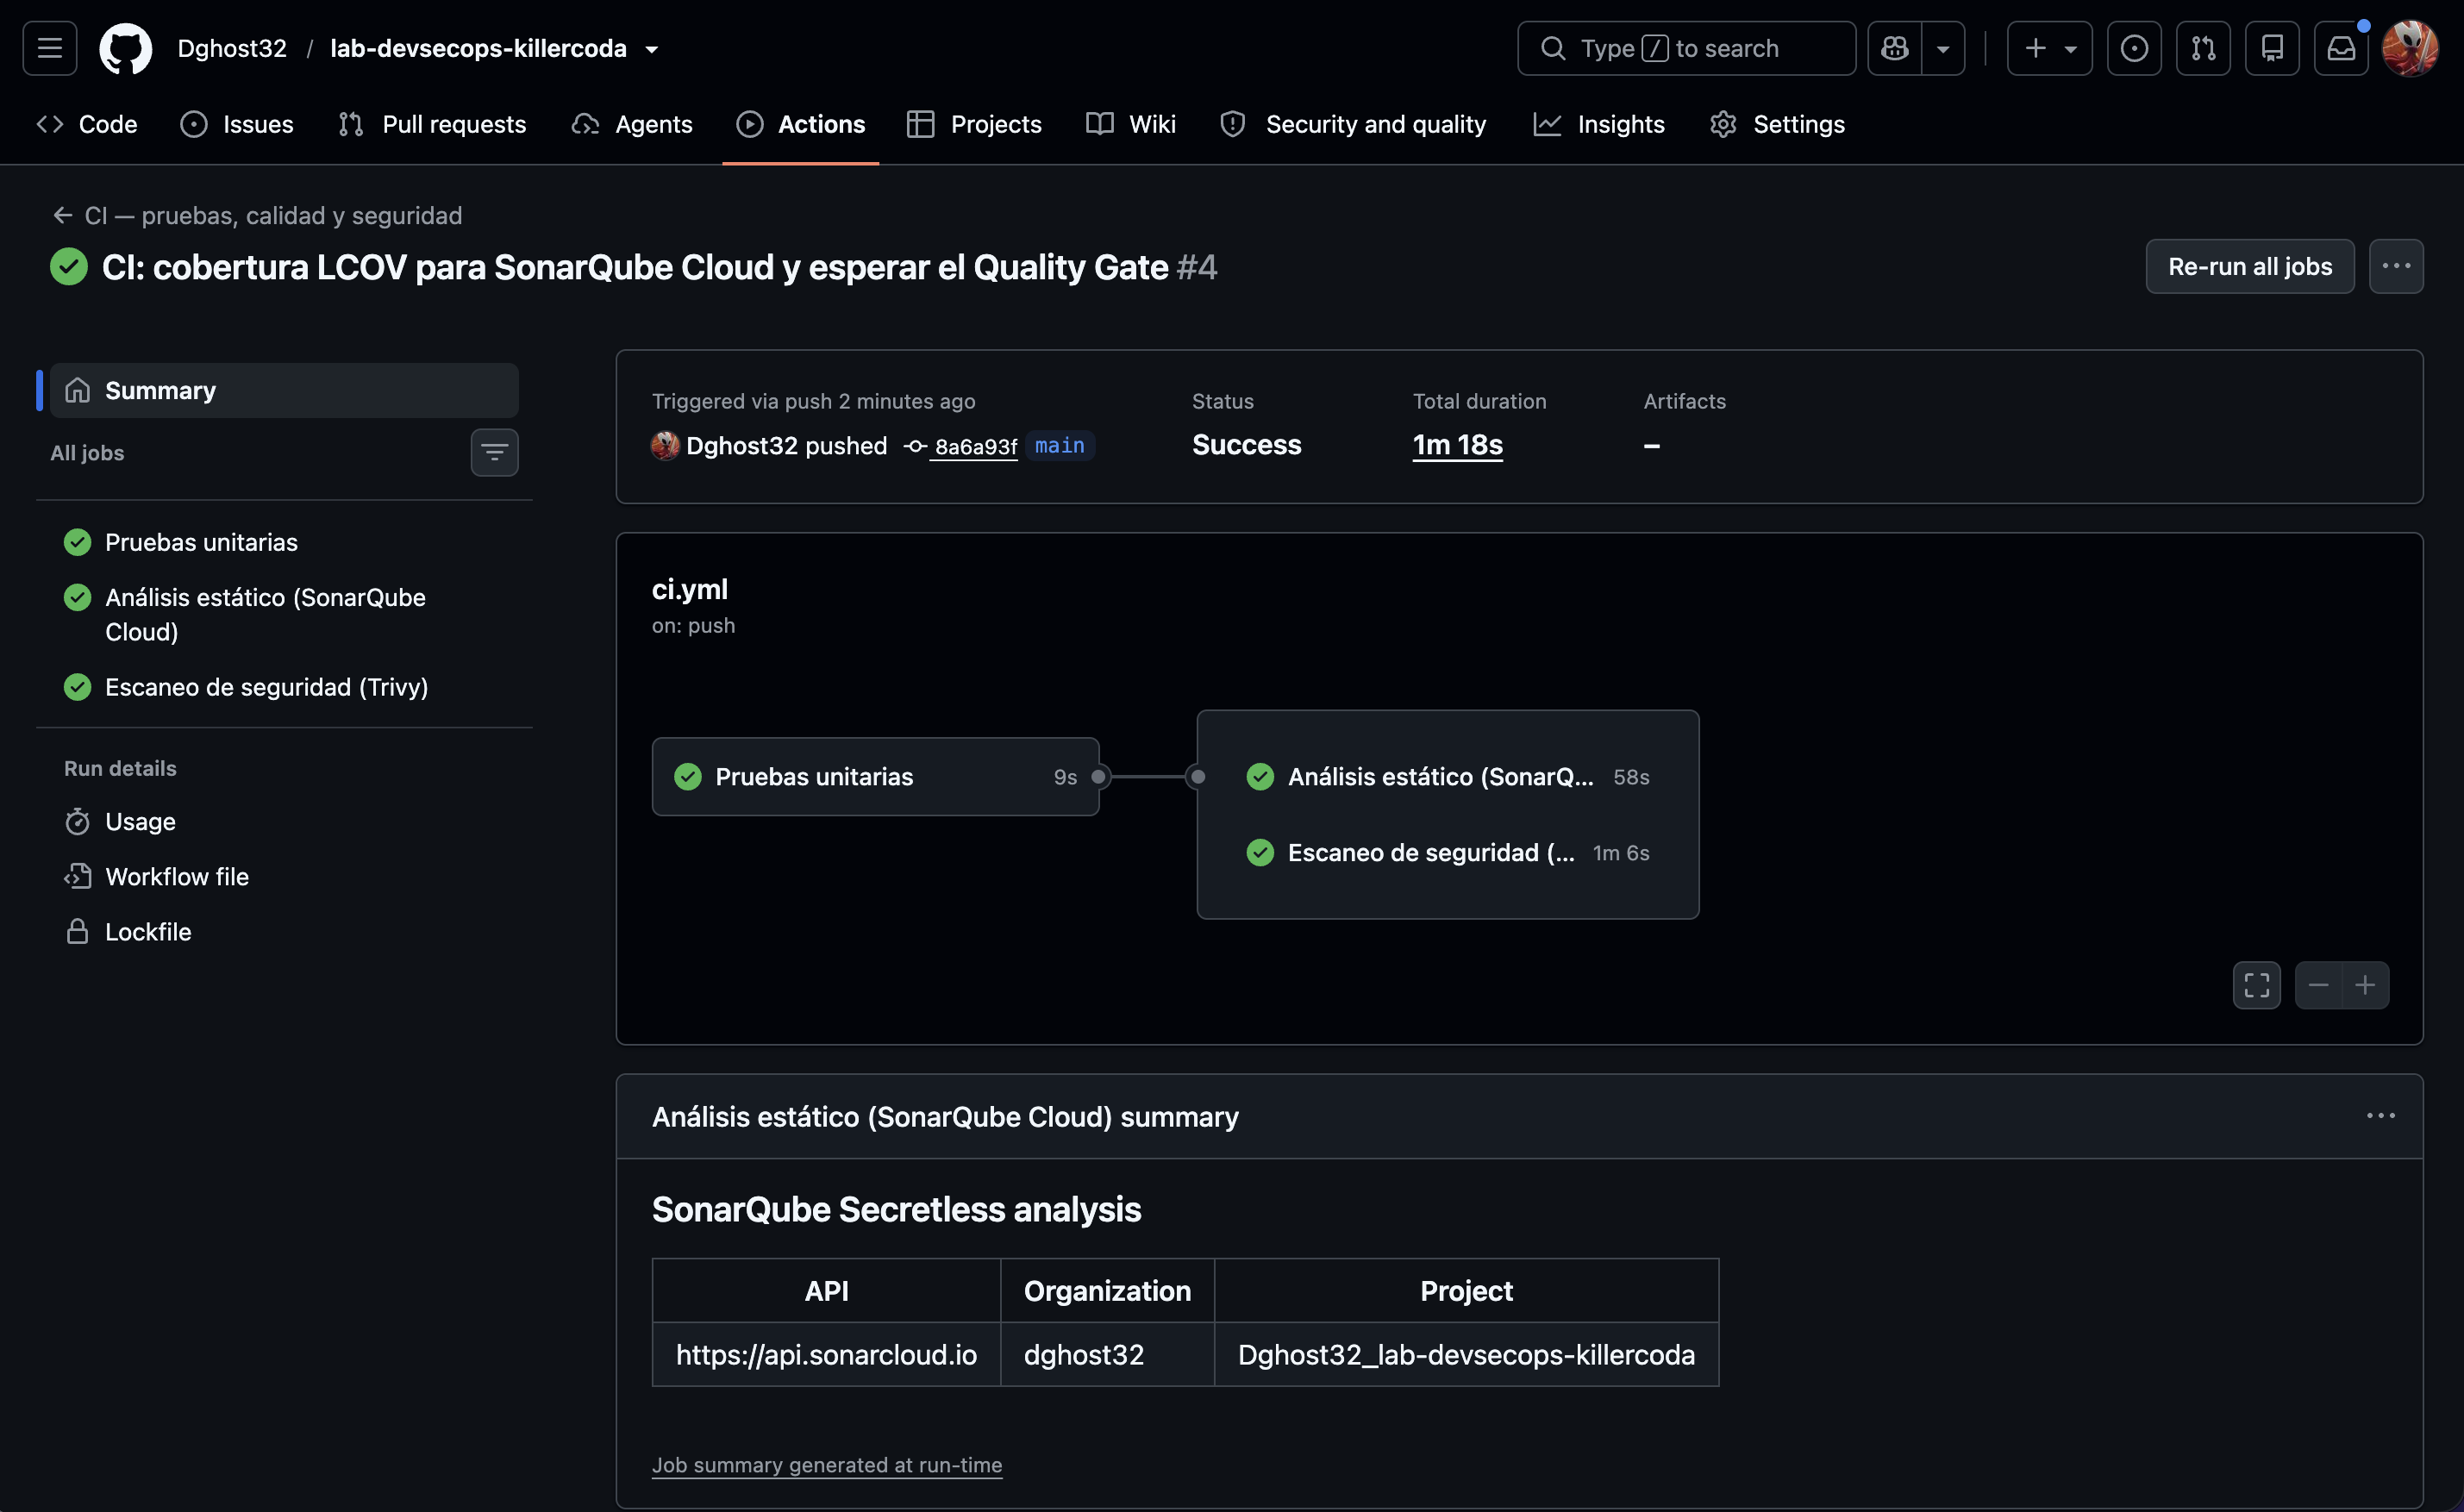 Dghost32 / lab-devsecops-killercoda
Type / to search
Code Issues Pull requests Agents Actions Projects Wiki Security and quality Insights Settings
CI — pruebas, calidad y seguridad
CI: cobertura LCOV para SonarQube Cloud y esperar el Quality Gate #4
Re-run all jobs
Summary
All jobs
Pruebas unitarias
Análisis estático (SonarQube
Cloud)
Escaneo de seguridad (Trivy)
Run details
Usage
Workflow file
Lockfile
Triggered via push 2 minutes ago
Dghost32 pushed 8a6a93f main
Status
Success
Total duration
1m 18s
Artifacts
–
ci.yml
on: push
Pruebas unitarias 9s
Análisis estático (SonarQ... 58s
Escaneo de seguridad (... 1m 6s
Análisis estático (SonarQube Cloud) summary
SonarQube Secretless analysis
API Organization Project
https://api.sonarcloud.io dghost32 Dghost32_lab-devsecops-killercoda
Job summary generated at run-time